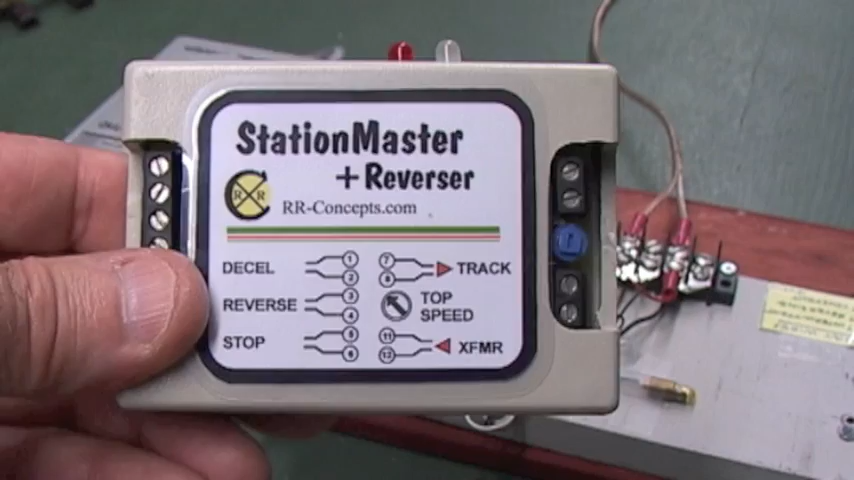 StationMaster
+Reverser
R R
RR-Concepts.com
DECEL 1 7 TRACK
2 8
REVERSE 3 TOP
4 SPEED
STOP 5 11 XFMR
6 12